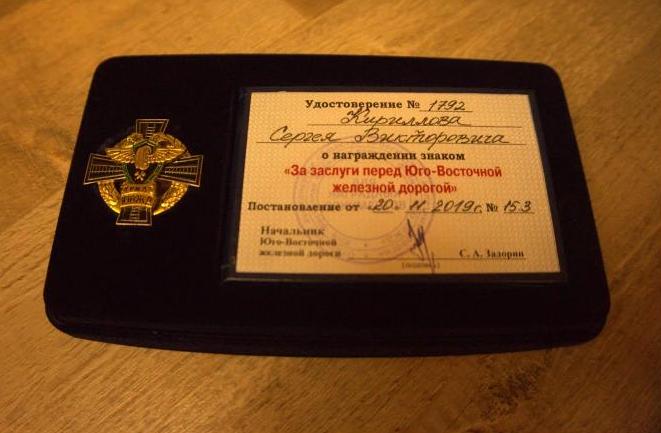 Удостоверение № 1792
Кириллова
Сергея Викторовича
о награждении знаком
«За заслуги перед Юго-Восточной
железной дорогой»
Постановление от 20. 11. 2019г. № 153
Начальник
Юго-Восточной
железной дороги
С. А. Задорин
(подпись)